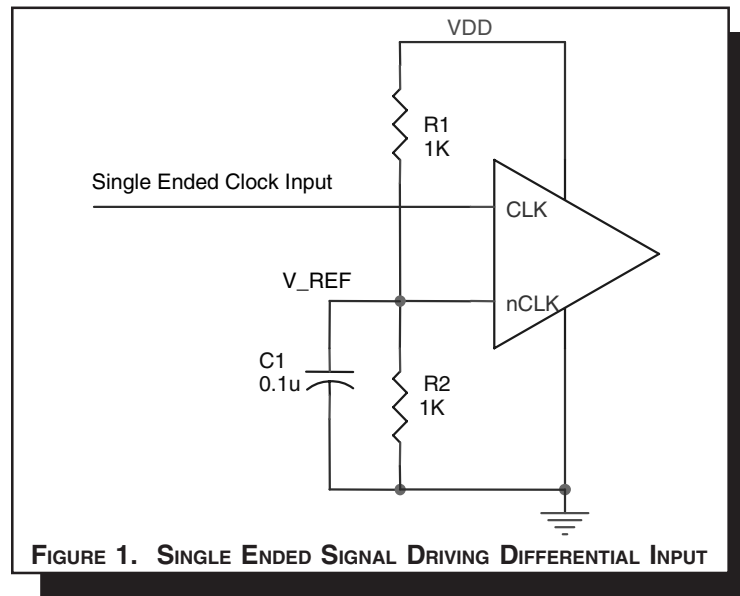 VDD
R1
1K
Single Ended Clock Input
CLK
V_REF
nCLK
C1
0.1u
R2
1K
FIGURE 1. SINGLE ENDED SIGNAL DRIVING DIFFERENTIAL INPUT